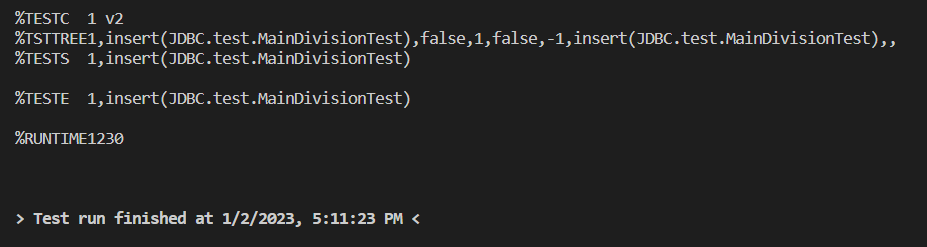 %TESTC  1 v2
%TSTTREE1,insert(JDBC.test.MainDivisionTest),false,1,false,-1,insert(JDBC.test.MainDivisionTest),,
%TESTS  1,insert(JDBC.test.MainDivisionTest)
%TESTE  1,insert(JDBC.test.MainDivisionTest)
%RUNTIME1230
> Test run finished at 1/2/2023, 5:11:23 PM <